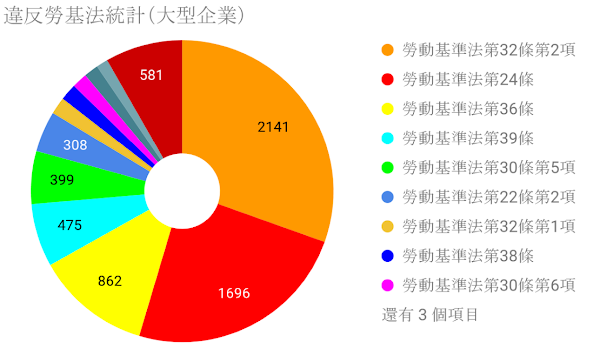 違反勞基法統計(大型企業)
581
2141
308
399
475
862
1696
勞動基準法第32條第2項
勞動基準法第24條
勞動基準法第36條
勞動基準法第39條
勞動基準法第30條第5項
勞動基準法第22條第2項
勞動基準法第32條第1項
勞動基準法第38條
勞動基準法第30條第6項
還有 3 個項目